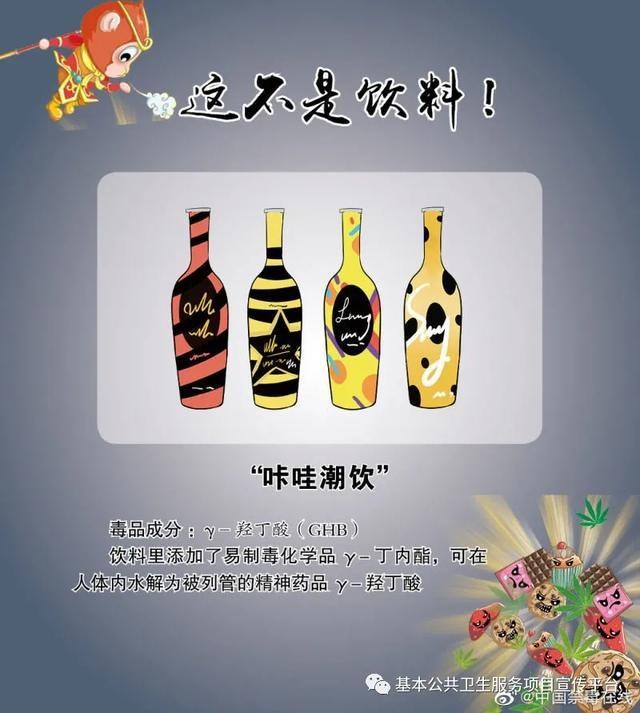 这不是饮料！
“咔哇潮饮”
毒品成分：γ-羟丁酸（GHB）
饮料里添加了易制毒化学品γ-丁内酯，可在
人体内水解为被列管的精神药品γ-羟丁酸
基本公共卫生服务项目宣传平台
@中国禁毒在线